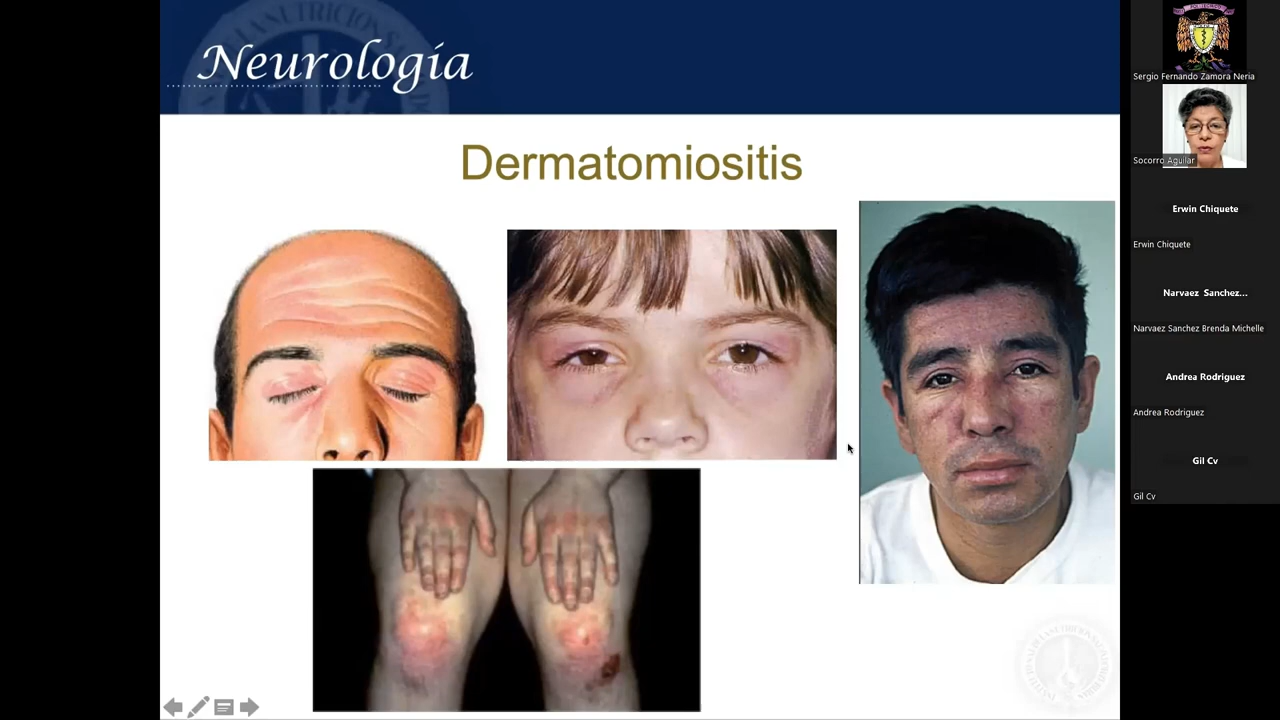 Neurología
Dermatomiositis
Sergio Fernando Zamora Neria
Socorro Aguilar
Erwin Chiquete
Erwin Chiquete
Narvaez Sanchez...
Narvaez Sanchez Brenda Michelle
Andrea Rodriguez
Andrea Rodriguez
Gil Cv
Gil Cv